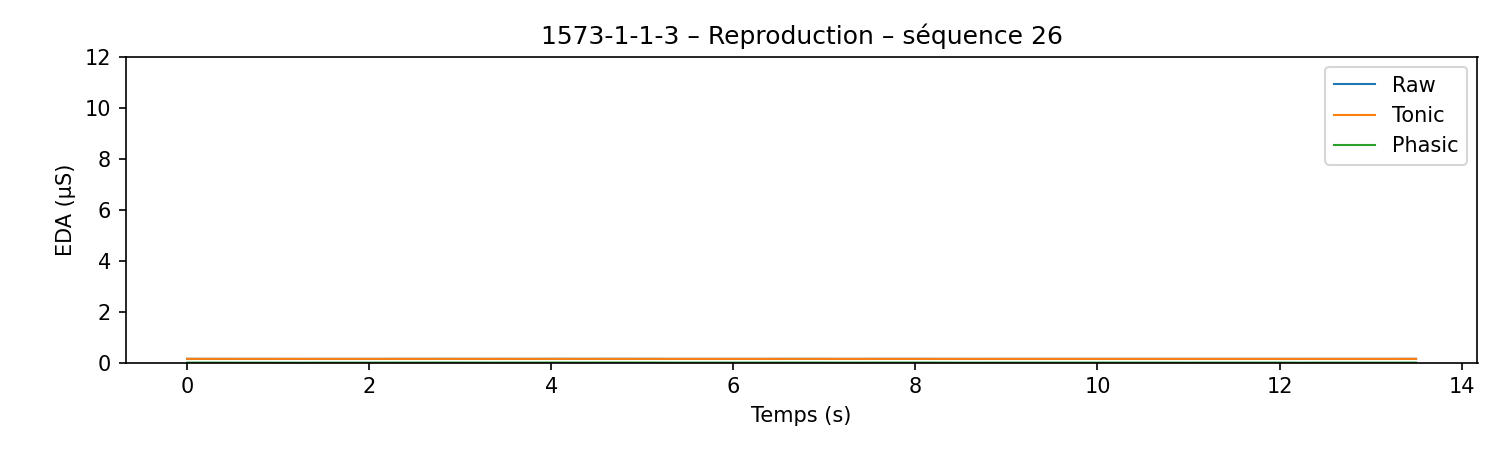 1573-1-1-3 – Reproduction – séquence 26
12
10
8
6
4
2
0
EDA (µS)
Raw
Tonic
Phasic
0 2 4 6 8 10 12 14
Temps (s)